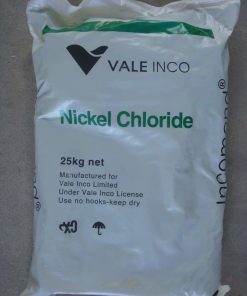 VALE INCO
Nickel Chloride
25kg net
Manufactured for
Vale Inco Limited
Under Vale Inco License
Use no hooks-keep dry
Incomond®